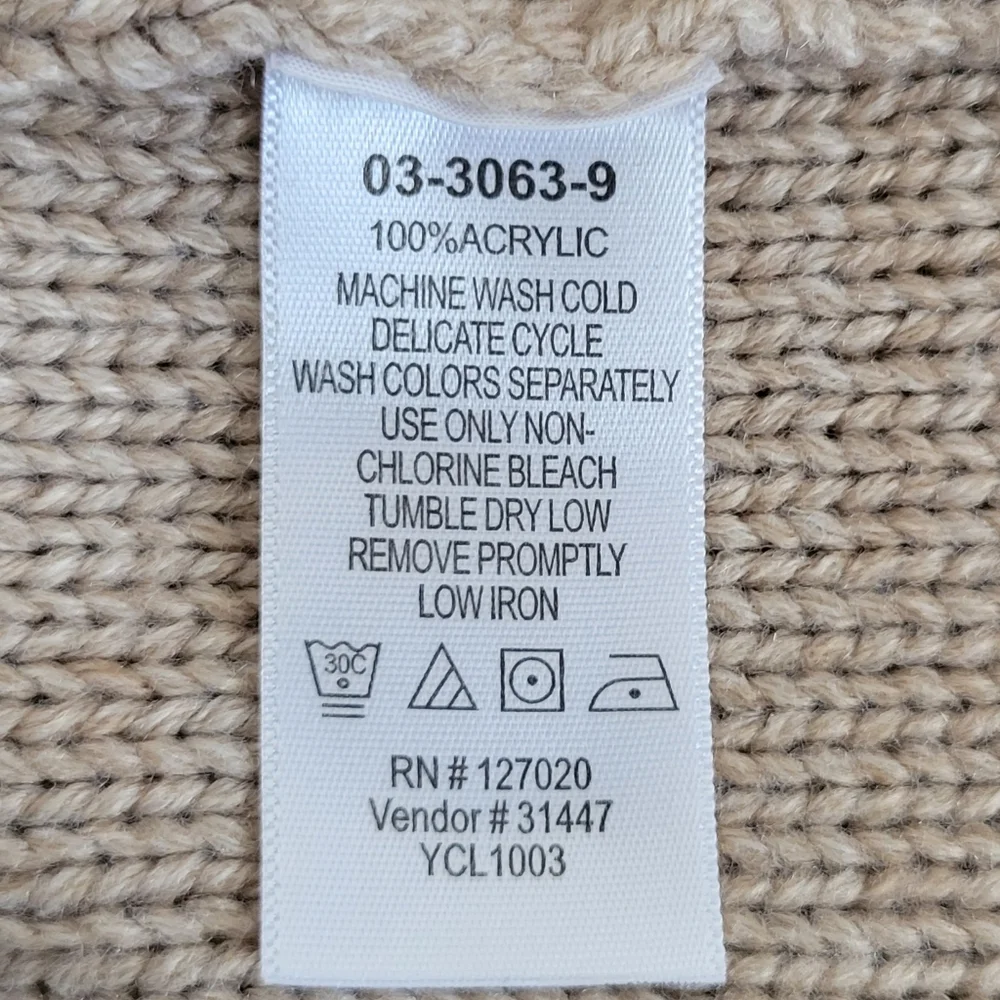 03-3063-9
100%ACRYLIC
MACHINE WASH COLD
DELICATE CYCLE
WASH COLORS SEPARATELY
USE ONLY NON-
CHLORINE BLEACH
TUMBLE DRY LOW
REMOVE PROMPTLY
LOW IRON
30C
RN # 127020
Vendor # 31447
YCL1003